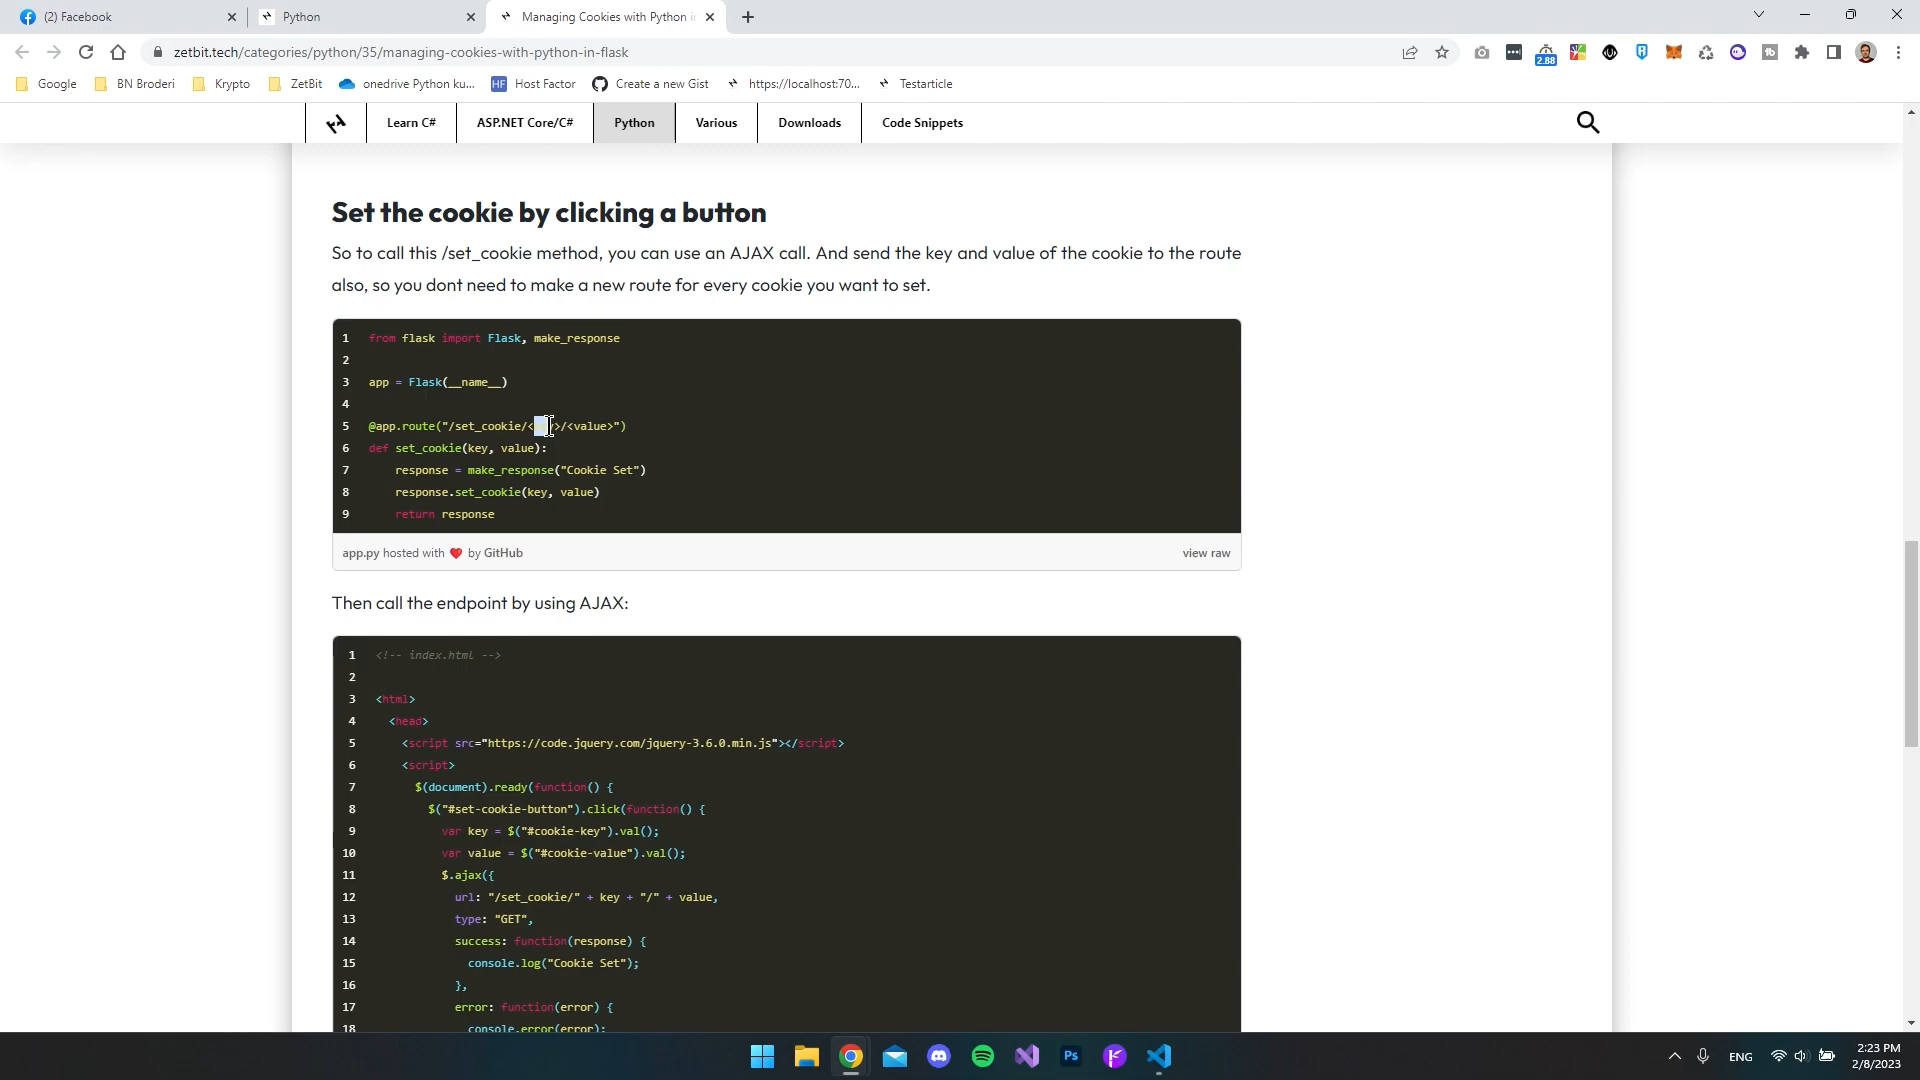 (2) Facebook
Python
Managing Cookies with Python in
zetbit.tech/categories/python/35/managing-cookies-with-python-in-flask
2.88
Google
BN Broderi
Krypto
ZetBit
onedrive Python ku...
HF Host Factor
Create a new Gist
https://localhost:70...
Testarticle
Learn C#
ASP.NET Core/C#
Python
Various
Downloads
Code Snippets
Set the cookie by clicking a button
So to call this /set_cookie method, you can use an AJAX call. And send the key and value of the cookie to the route
also, so you dont need to make a new route for every cookie you want to set.
1 from flask import Flask, make_response
2
3 app = Flask(__name__)
4
5 @app.route("/set_cookie/<key>/<value>")
6 def set_cookie(key, value):
7 response = make_response("Cookie Set")
8 response.set_cookie(key, value)
9 return response
app.py hosted with ❤ by GitHub
view raw
Then call the endpoint by using AJAX:
1 <!-- index.html -->
2
3 <html>
4 <head>
5 <script src="https://code.jquery.com/jquery-3.6.0.min.js"></script>
6 <script>
7 $(document).ready(function() {
8 $("#set-cookie-button").click(function() {
9 var key = $("#cookie-key").val();
10 var value = $("#cookie-value").val();
11 $.ajax({
12 url: "/set_cookie/" + key + "/" + value,
13 type: "GET",
14 success: function(response) {
15 console.log("Cookie Set");
16 },
17 error: function(error) {
18 console.error(error);
Ps
ENG
2:23 PM
2/8/2023